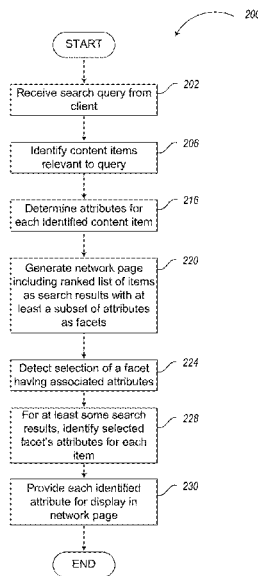 200
START
Receive search query from
client
202
Identify content items
relevant to query
206
Determine attributes for
each identified content item
216
Generate network page
including ranked list of items
as search results with at
least a subset of attributes
as facets
220
Detect selection of a facet
having associated attributes
224
For at least some search
results, identify selected
facet's attributes for each
item
226
Provide each identified
attribute for display in
network page
230
END